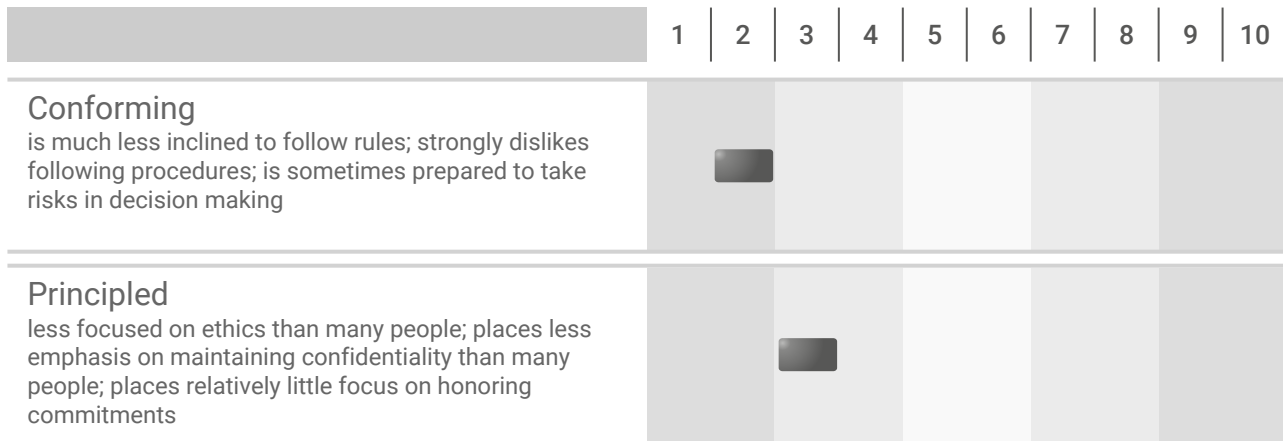 1 2 3 4 5 6 7 8 9 10
Conforming
is much less inclined to follow rules; strongly dislikes
following procedures; is sometimes prepared to take
risks in decision making
Principled
less focused on ethics than many people; places less
emphasis on maintaining confidentiality than many
people; places relatively little focus on honoring
commitments